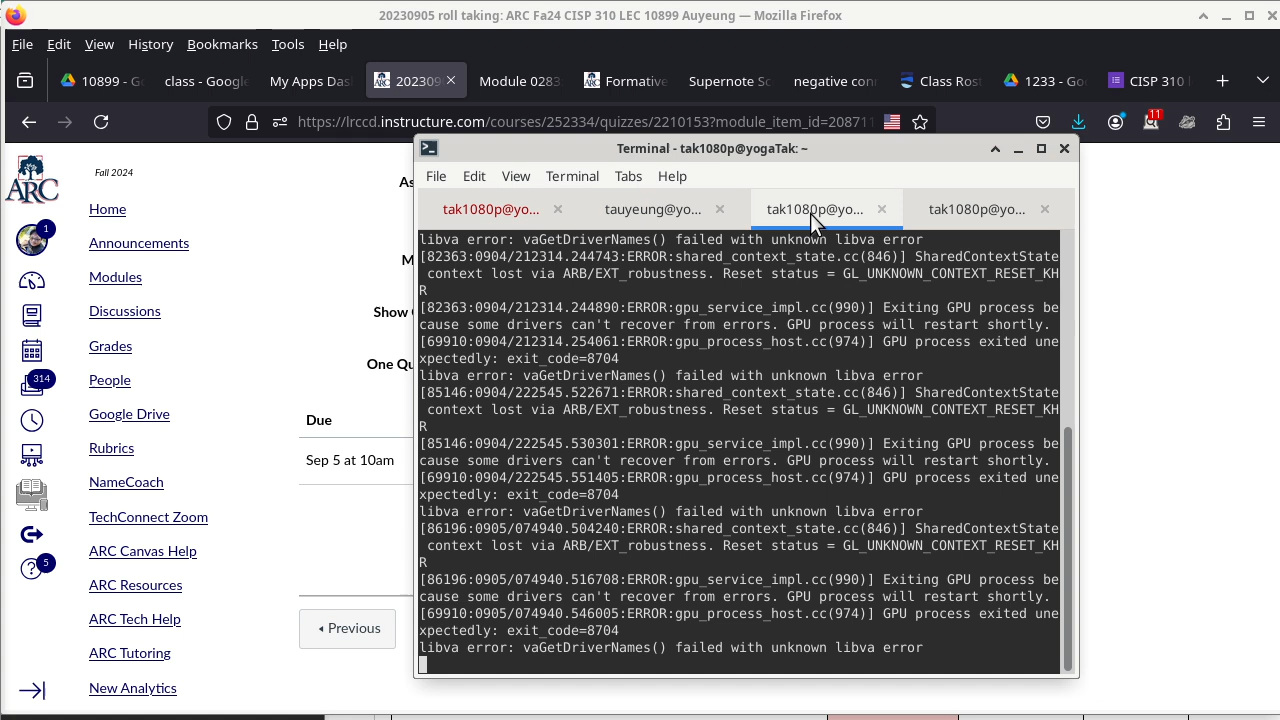 20230905 roll taking: ARC Fa24 CISP 310 LEC 10899 Auyeung — Mozilla Firefox
File Edit View History Bookmarks Tools Help
10899 - G
class - Google
My Apps Das
202309
Module 0283
Formative
Supernote Sc
negative con
Class Ros
1233 - Goo
CISP 310
https://lrccd.instructure.com/courses/252334/quizzes/2210153?module_item_id=208711
11
ARC
Fall 2024
Home
1
Announcements
Modules
Discussions
Grades
People
314
Google Drive
Rubrics
NameCoach
TechConnect Zoom
ARC Canvas Help
5
ARC Resources
ARC Tech Help
ARC Tutoring
New Analytics
As
M
Show
One Qu
Due
Sep 5 at 10am
Previous
Terminal - tak1080p@yogaTak: ~
File Edit View Terminal Tabs Help
tak1080p@yo...
tauyeung@yo...
tak1080p@yo...
tak1080p@yo...
libva error: vaGetDriverNames() failed with unknown libva error
[82363:0904/212314.244743:ERROR:shared_context_state.cc(846)] SharedContextState
context lost via ARB/EXT_robustness. Reset status = GL_UNKNOWN_CONTEXT_RESET_KH
R
[82363:0904/212314.244890:ERROR:gpu_service_impl.cc(990)] Exiting GPU process be
cause some drivers can't recover from errors. GPU process will restart shortly.
[69910:0904/212314.254061:ERROR:gpu_process_host.cc(974)] GPU process exited une
xpectedly: exit_code=8704
libva error: vaGetDriverNames() failed with unknown libva error
[85146:0904/222545.522671:ERROR:shared_context_state.cc(846)] SharedContextState
context lost via ARB/EXT_robustness. Reset status = GL_UNKNOWN_CONTEXT_RESET_KH
R
[85146:0904/222545.530301:ERROR:gpu_service_impl.cc(990)] Exiting GPU process be
cause some drivers can't recover from errors. GPU process will restart shortly.
[69910:0904/222545.551405:ERROR:gpu_process_host.cc(974)] GPU process exited une
xpectedly: exit_code=8704
libva error: vaGetDriverNames() failed with unknown libva error
[86196:0905/074940.504240:ERROR:shared_context_state.cc(846)] SharedContextState
context lost via ARB/EXT_robustness. Reset status = GL_UNKNOWN_CONTEXT_RESET_KH
R
[86196:0905/074940.516708:ERROR:gpu_service_impl.cc(990)] Exiting GPU process be
cause some drivers can't recover from errors. GPU process will restart shortly.
[69910:0905/074940.546005:ERROR:gpu_process_host.cc(974)] GPU process exited une
xpectedly: exit_code=8704
libva error: vaGetDriverNames() failed with unknown libva error